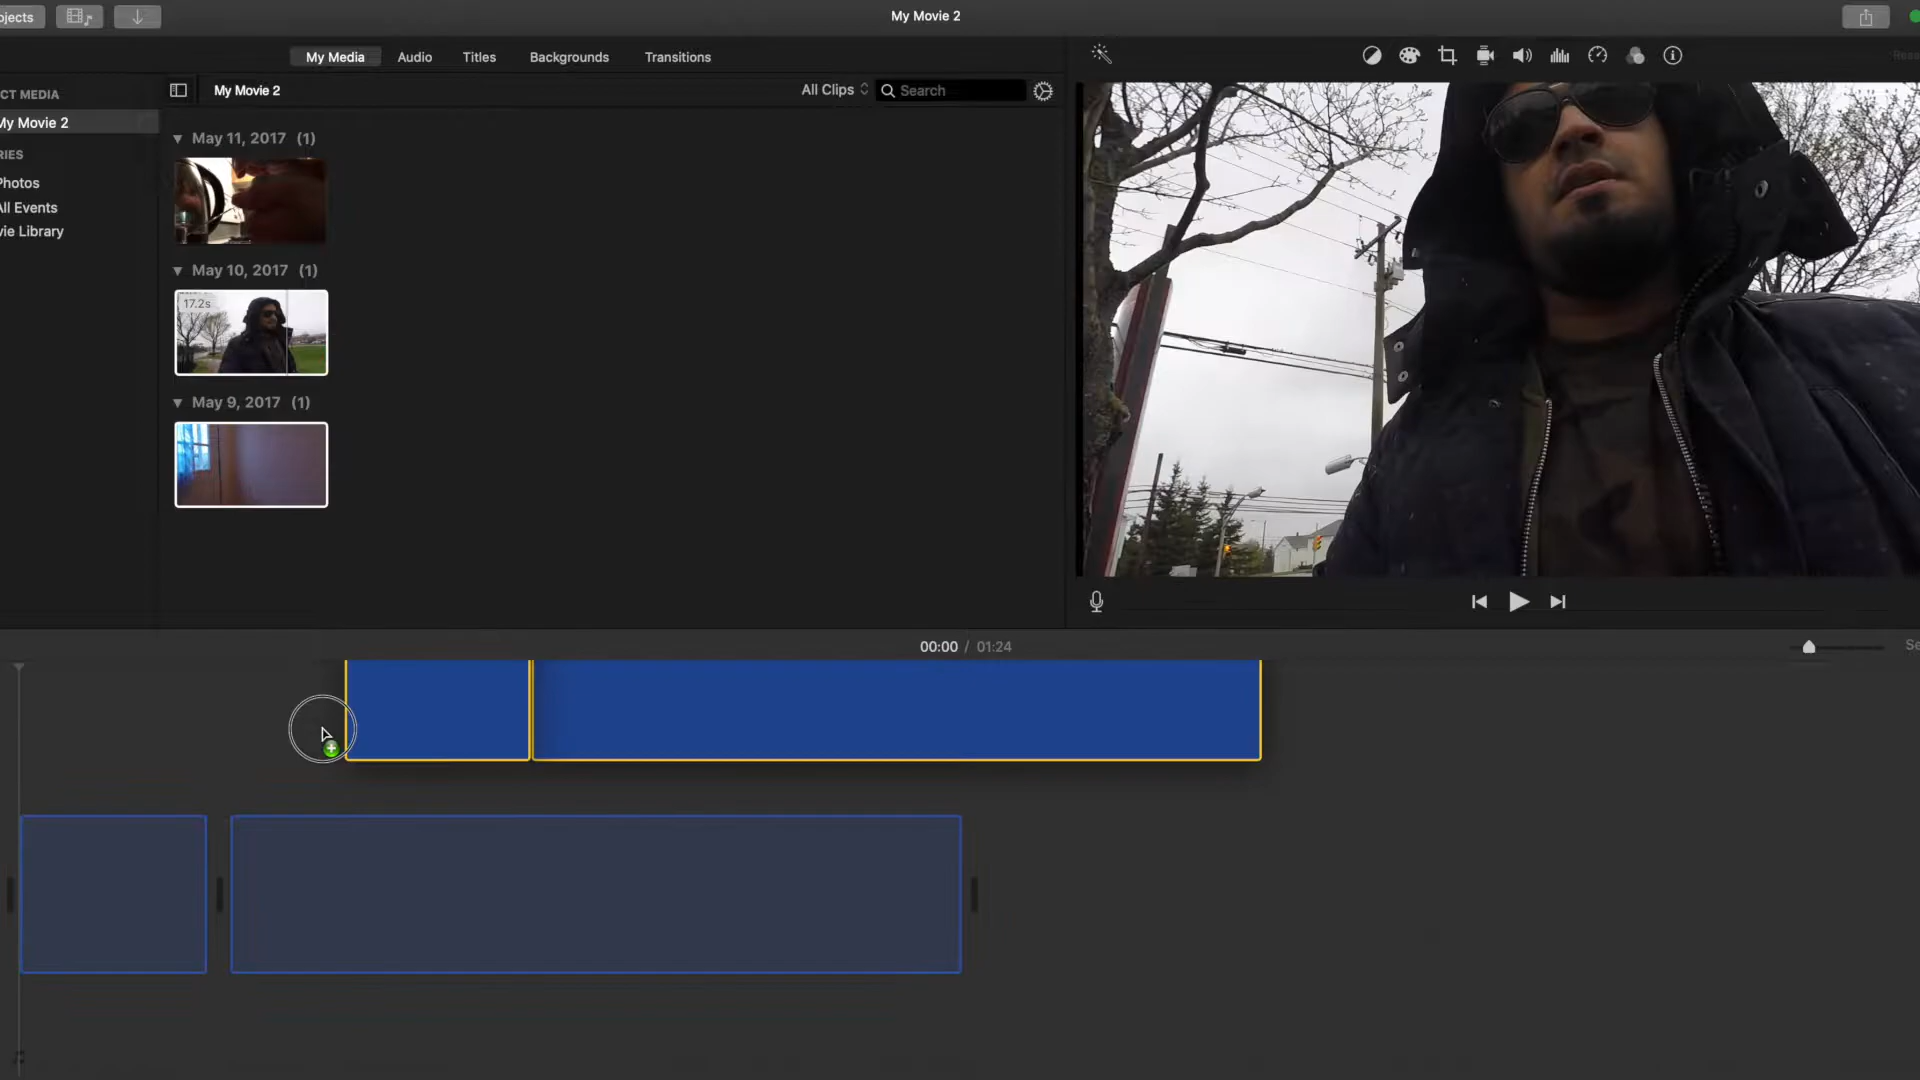 ojects
My Movie 2
My Media
Audio
Titles
Backgrounds
Transitions
CT MEDIA
My Movie 2
RIES
Photos
All Events
vie Library
My Movie 2
All Clips
Search
May 11, 2017 (1)
May 10, 2017 (1)
17.2s
May 9, 2017 (1)
00:00 / 01:24
Se